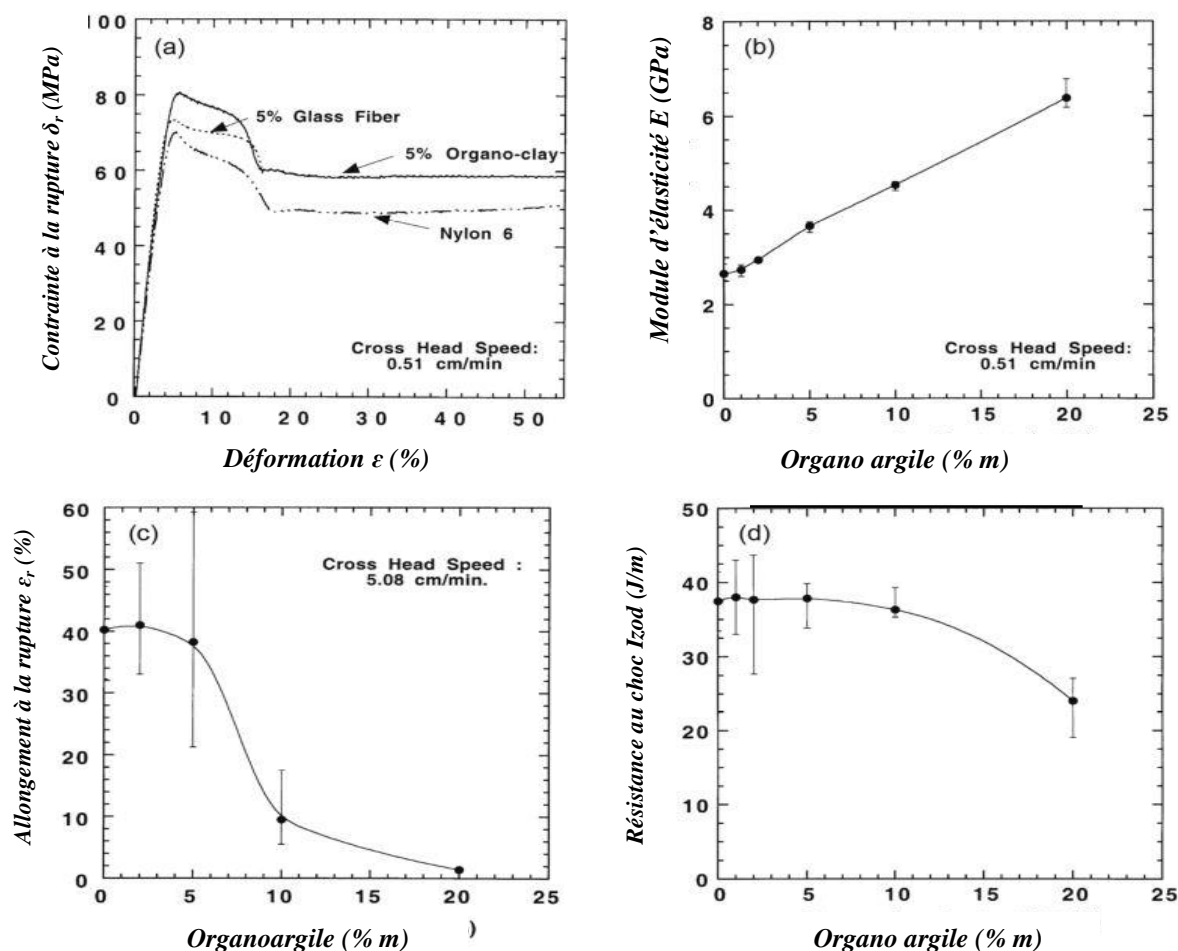 (a)
100
80
60
40
20
0
5% Glass Fiber
5% Organo-clay
Nylon 6
Cross Head Speed:
0.51 cm/min
0 10 20 30 40 50
Contrainte à la rupture δr (MPa)
Déformation ε (%)
(b)
8
6
4
2
0
Cross Head Speed:
0.51 cm/min
0 5 10 15 20 25
Module d'élasticité E (GPa)
Organo argile (% m)
(c)
60
50
40
30
20
10
0
Cross Head Speed :
5.08 cm/min.
0 5 10 15 20 25
Allongement à la rupture εr (%)
Organoargile (% m)
)
(d)
50
40
30
20
10
0
0 5 10 15 20 25
Résistance au choc Izod (J/m)
Organo argile (% m)